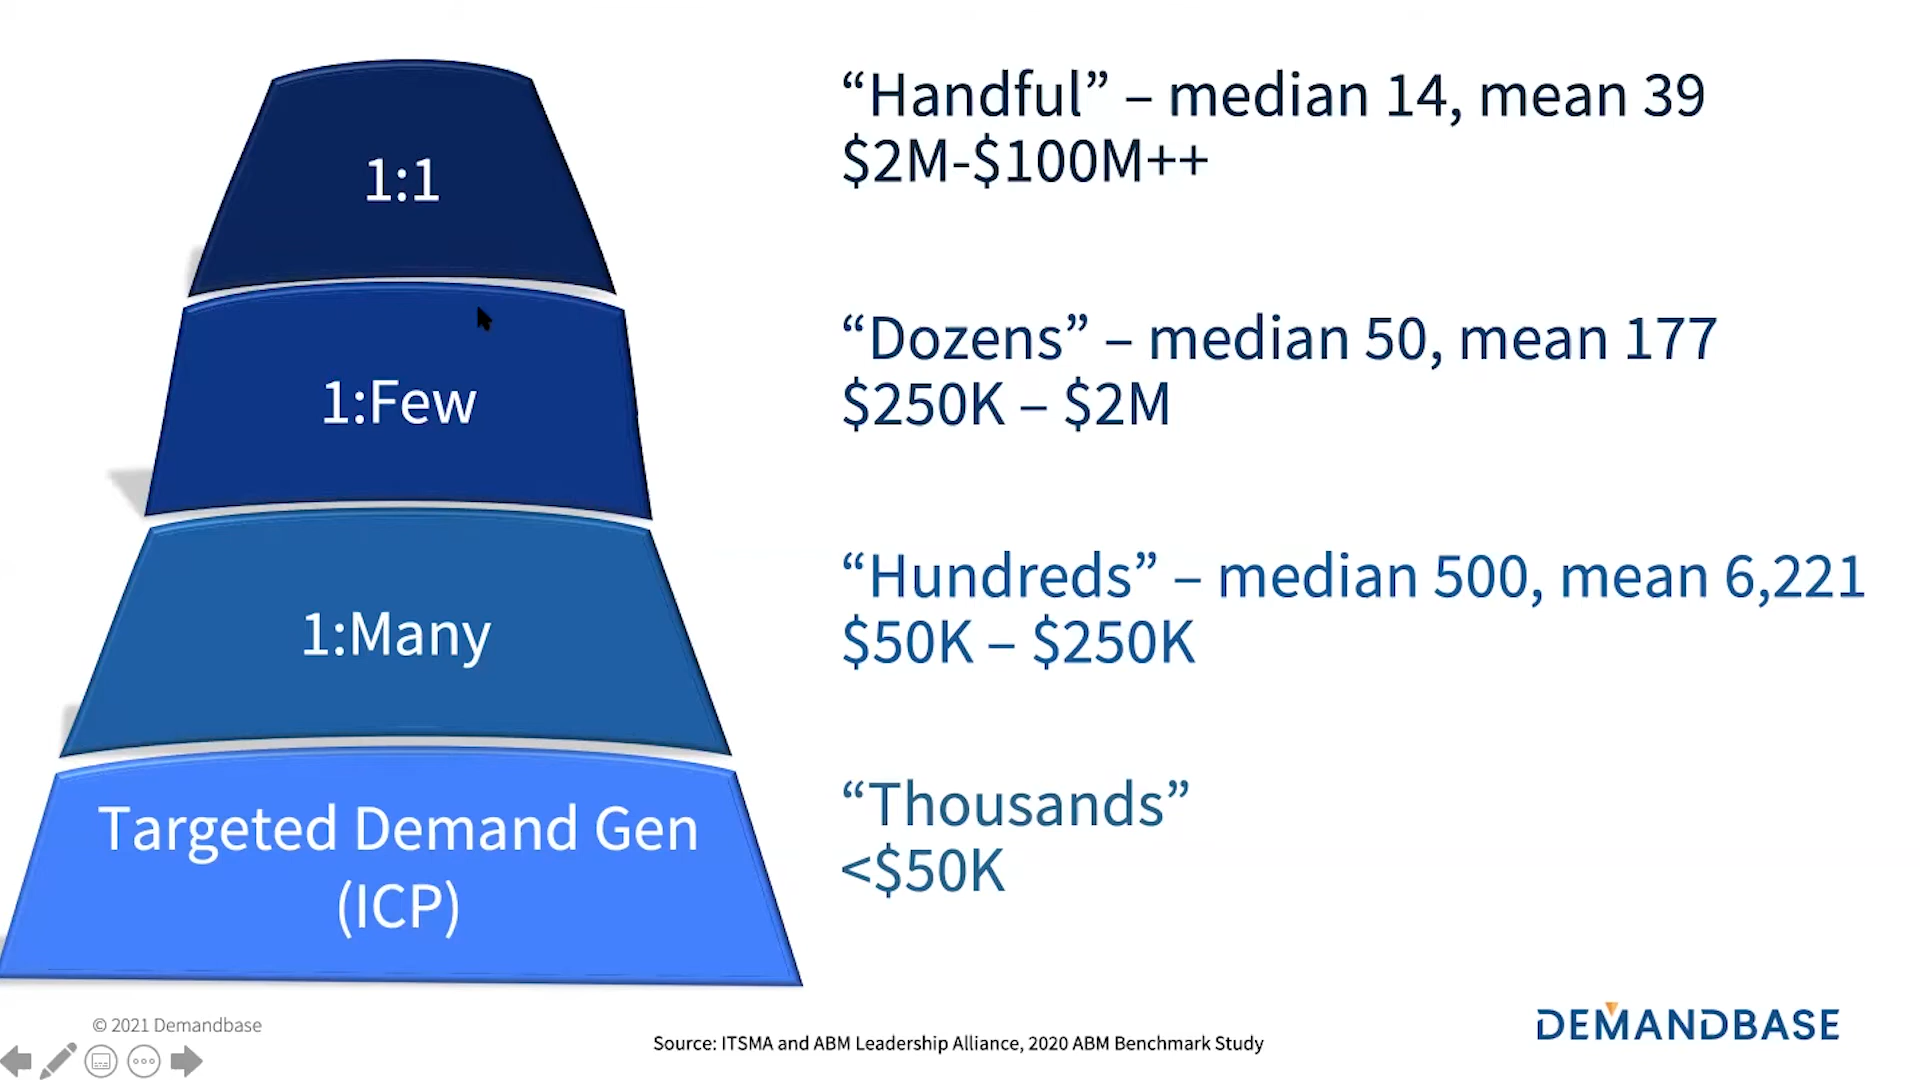 1:1
“Handful” – median 14, mean 39
$2M-$100M++
1:Few
“Dozens” – median 50, mean 177
$250K – $2M
1:Many
“Hundreds” – median 500, mean 6,221
$50K – $250K
Targeted Demand Gen
(ICP)
“Thousands”
<$50K
© 2021 Demandbase
Source: ITSMA and ABM Leadership Alliance, 2020 ABM Benchmark Study
DEMANDBASE